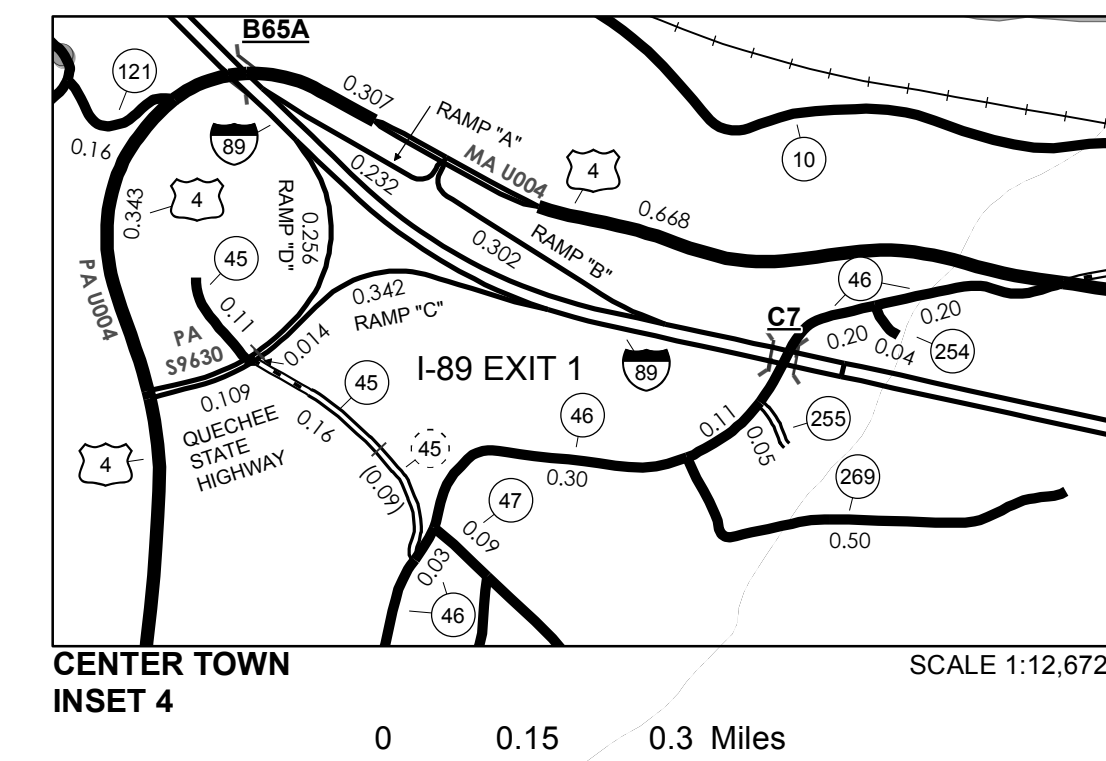 B65A
121
0.307
RAMP "A"
0.16
89
MA U004
4
10
0.232
4
0.343
RAMP "D"
0.256
0.668
45
0.302
RAMP "B"
46
PA U004
0.11
0.342
RAMP "C"
0.20
C7
0.20
0.04
254
PA
S9630
0.014
I-89 EXIT 1
89
0.109
45
QUECHEE
STATE
HIGHWAY
0.16
46
0.11
255
0.05
4
45
(0.09)
0.30
269
47
0.09
0.50
0.03
46
CENTER TOWN
INSET 4
SCALE 1:12,672
0 0.15 0.3 Miles